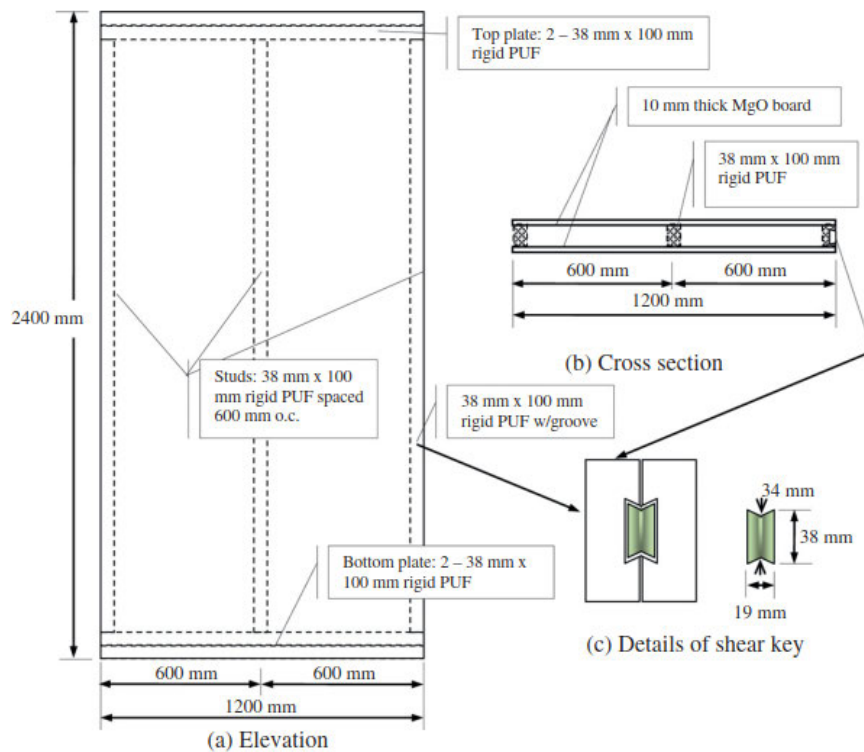 Top plate: 2 – 38 mm x 100 mm
rigid PUF
10 mm thick MgO board
38 mm x 100 mm
rigid PUF
600 mm
600 mm
1200 mm
(b) Cross section
2400 mm
Studs: 38 mm x 100
mm rigid PUF spaced
600 mm o.c.
38 mm x 100 mm
rigid PUF w/groove
34 mm
38 mm
19 mm
(c) Details of shear key
Bottom plate: 2 – 38 mm x
100 mm rigid PUF
600 mm
600 mm
1200 mm
(a) Elevation